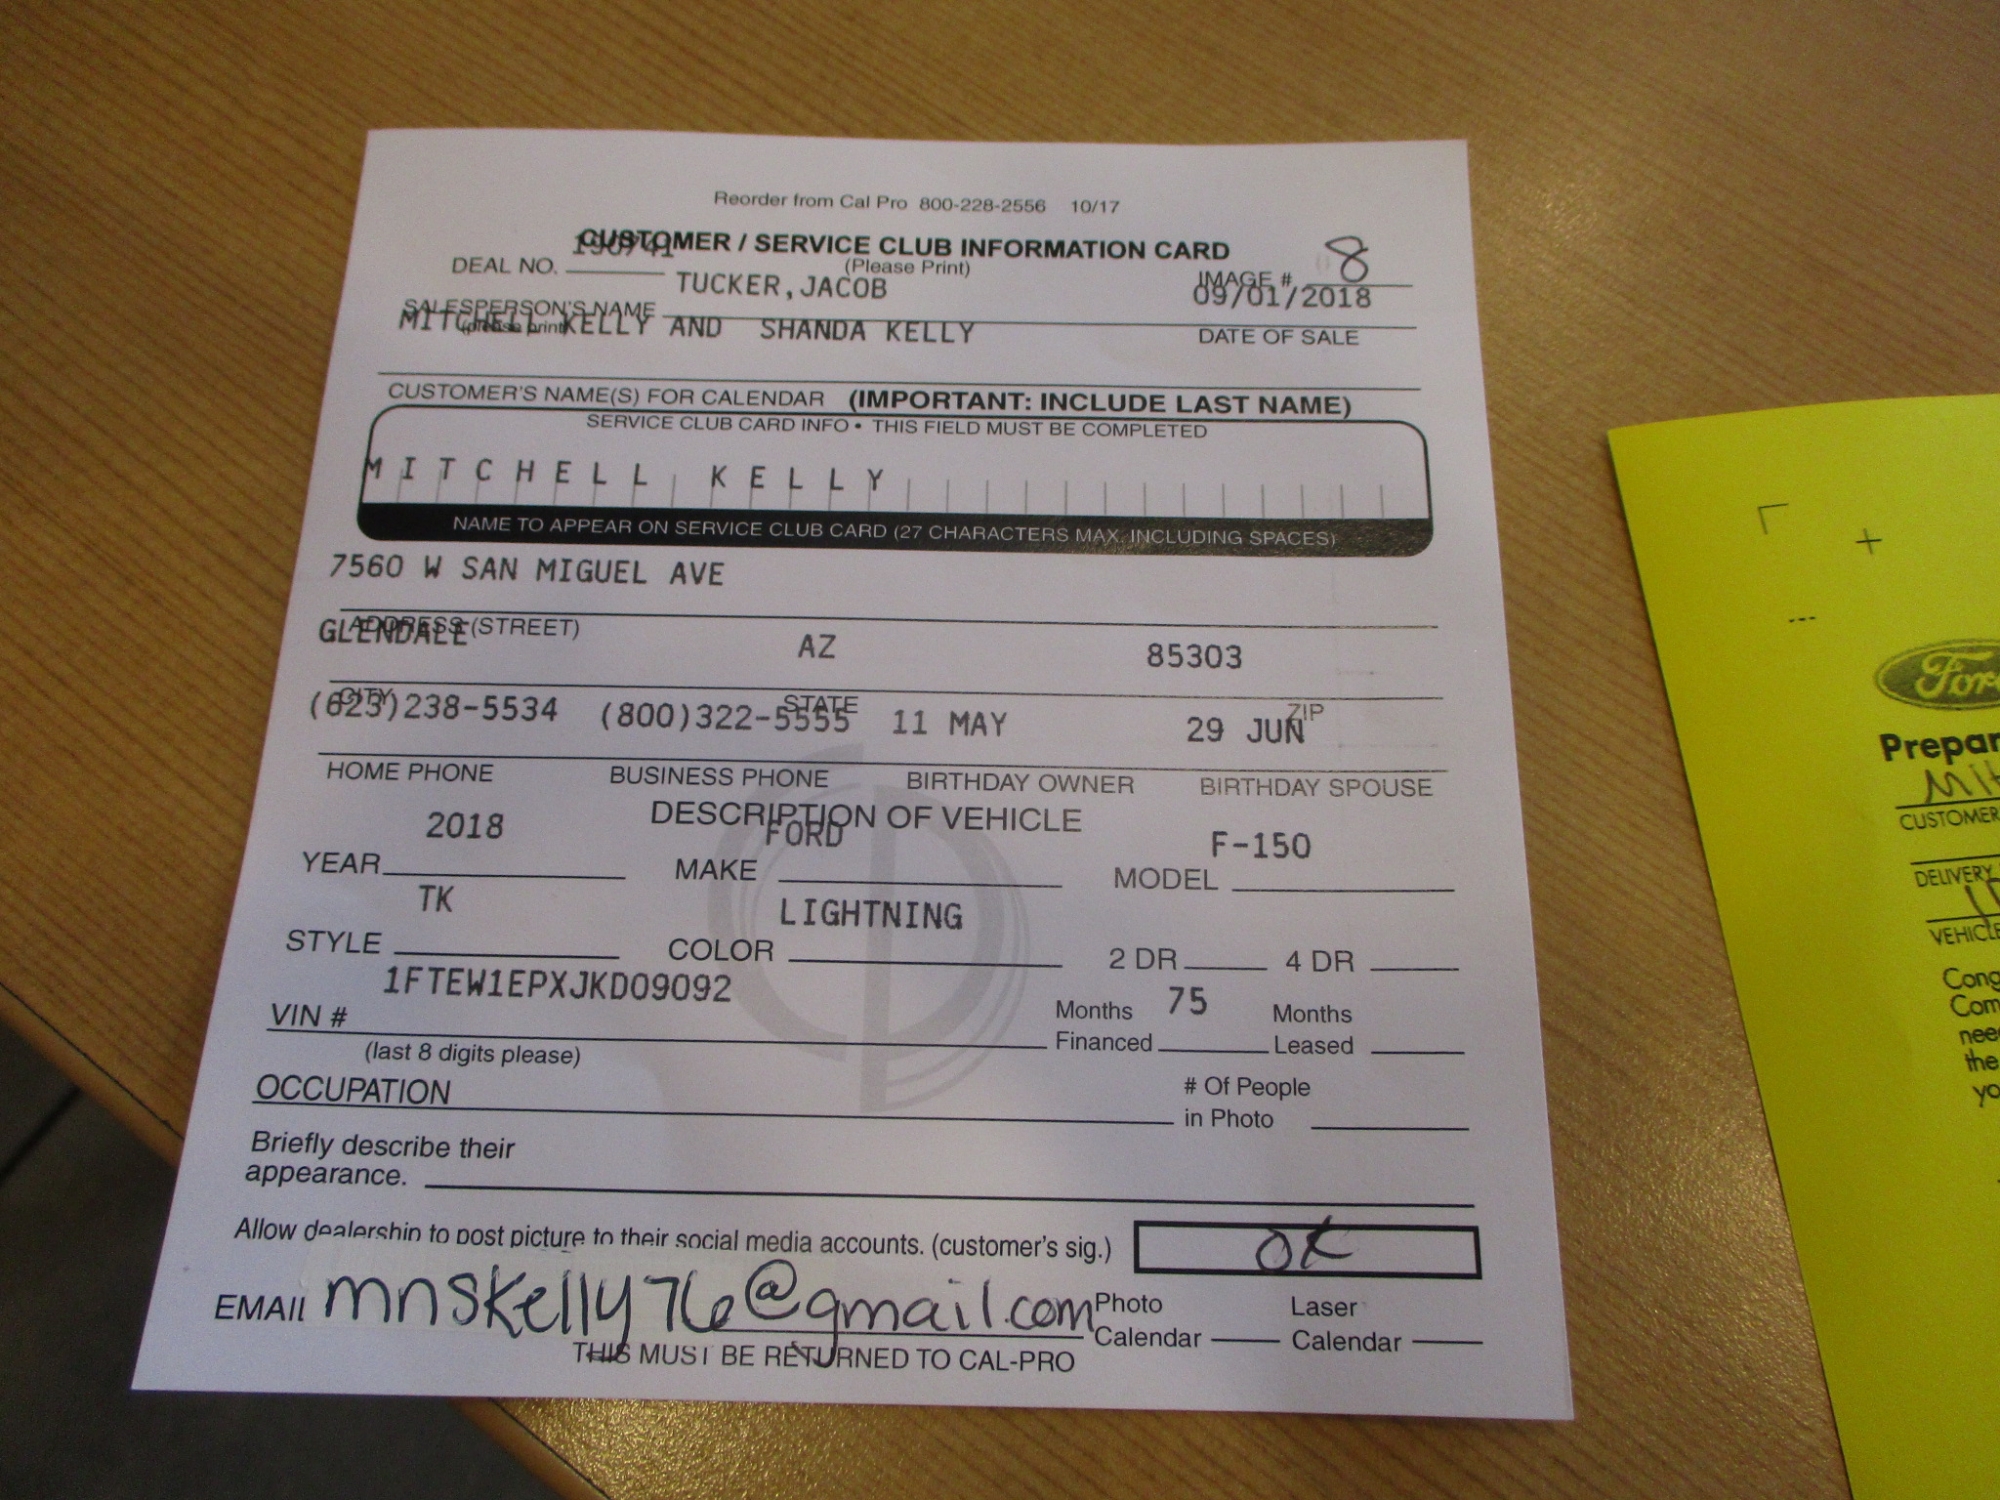 Reorder from Cal Pro 800-228-2556 10/17
CUSTOMER / SERVICE CLUB INFORMATION CARD
(Please Print)
DEAL NO. 190741
IMAGE # 8
TUCKER,JACOB
09/01/2018
SALESPERSON'S NAME
(please print)
DATE OF SALE
MITCHELL KELLY AND SHANDA KELLY
CUSTOMER'S NAME(S) FOR CALENDAR (IMPORTANT: INCLUDE LAST NAME)
SERVICE CLUB CARD INFO • THIS FIELD MUST BE COMPLETED
MITCHELL KELLY
NAME TO APPEAR ON SERVICE CLUB CARD (27 CHARACTERS MAX. INCLUDING SPACES)
7560 W SAN MIGUEL AVE
ADDRESS (STREET)
GLENDALE AZ 85303
CITY STATE ZIP
(623)238-5534 (800)322-5555 11 MAY 29 JUN
HOME PHONE BUSINESS PHONE BIRTHDAY OWNER BIRTHDAY SPOUSE
DESCRIPTION OF VEHICLE
2018 FORD F-150
YEAR MAKE MODEL
TK LIGHTNING
STYLE COLOR 2 DR 4 DR
1FTEW1EPXJKD09092
VIN #
(last 8 digits please)
Months Financed 75 Months Leased
OCCUPATION
# Of People
in Photo
Briefly describe their
appearance.
Allow dealership to post picture to their social media accounts. (customer's sig.) OK
EMAIL mnskelly76@gmail.com
Photo Calendar Laser Calendar
THIS MUST BE RETURNED TO CAL-PRO
Ford
CUSTOMER
DELIVERY
the